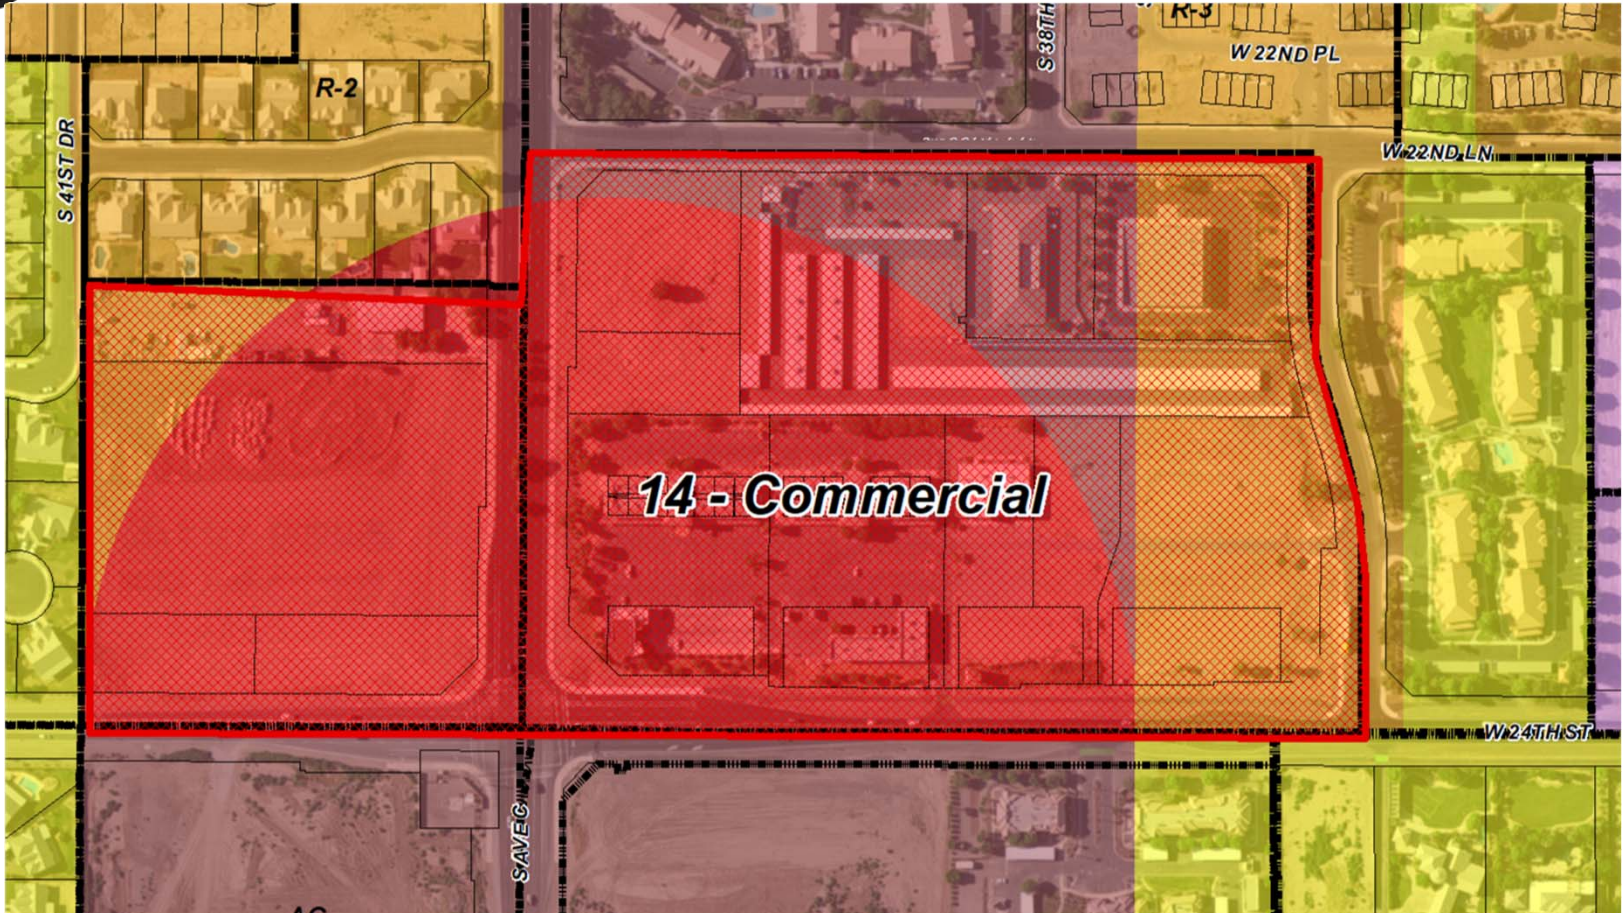 S 38TH
R-3
W 22ND PL
R-2
S 41ST DR
W 22ND LN
14 - Commercial
W 24TH ST
S AVE C